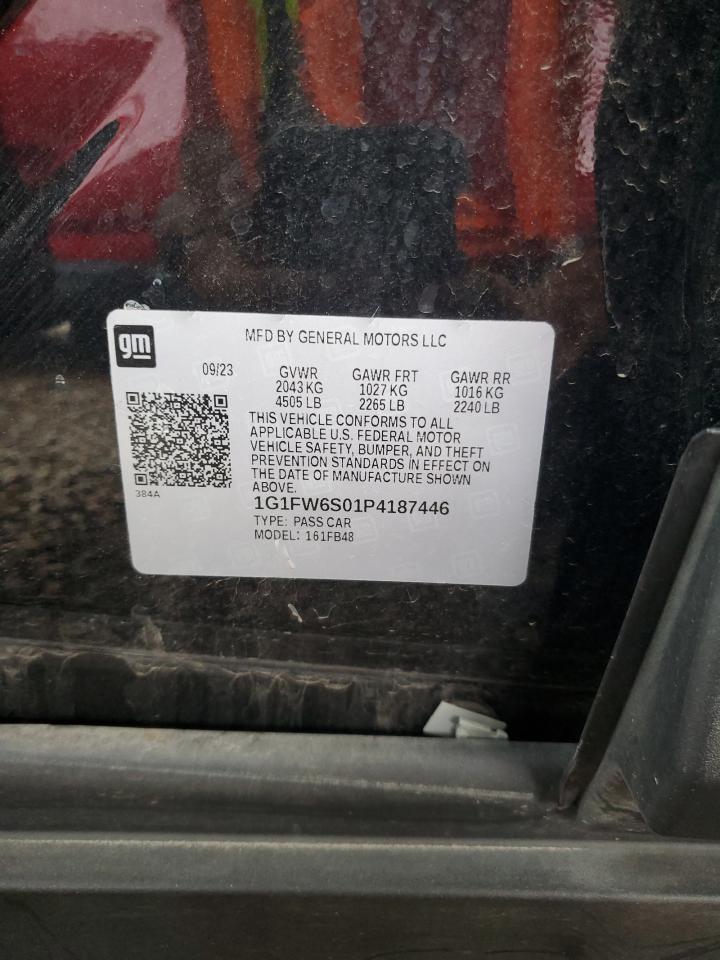 gm
MFD BY GENERAL MOTORS LLC
09/23 GVWR GAWR FRT GAWR RR
2043 KG 1027 KG 1016 KG
4505 LB 2265 LB 2240 LB
THIS VEHICLE CONFORMS TO ALL
APPLICABLE U.S. FEDERAL MOTOR
VEHICLE SAFETY, BUMPER, AND THEFT
PREVENTION STANDARDS IN EFFECT ON
THE DATE OF MANUFACTURE SHOWN
ABOVE.
384A
1G1FW6S01P4187446
TYPE: PASS CAR
MODEL: 161FB48